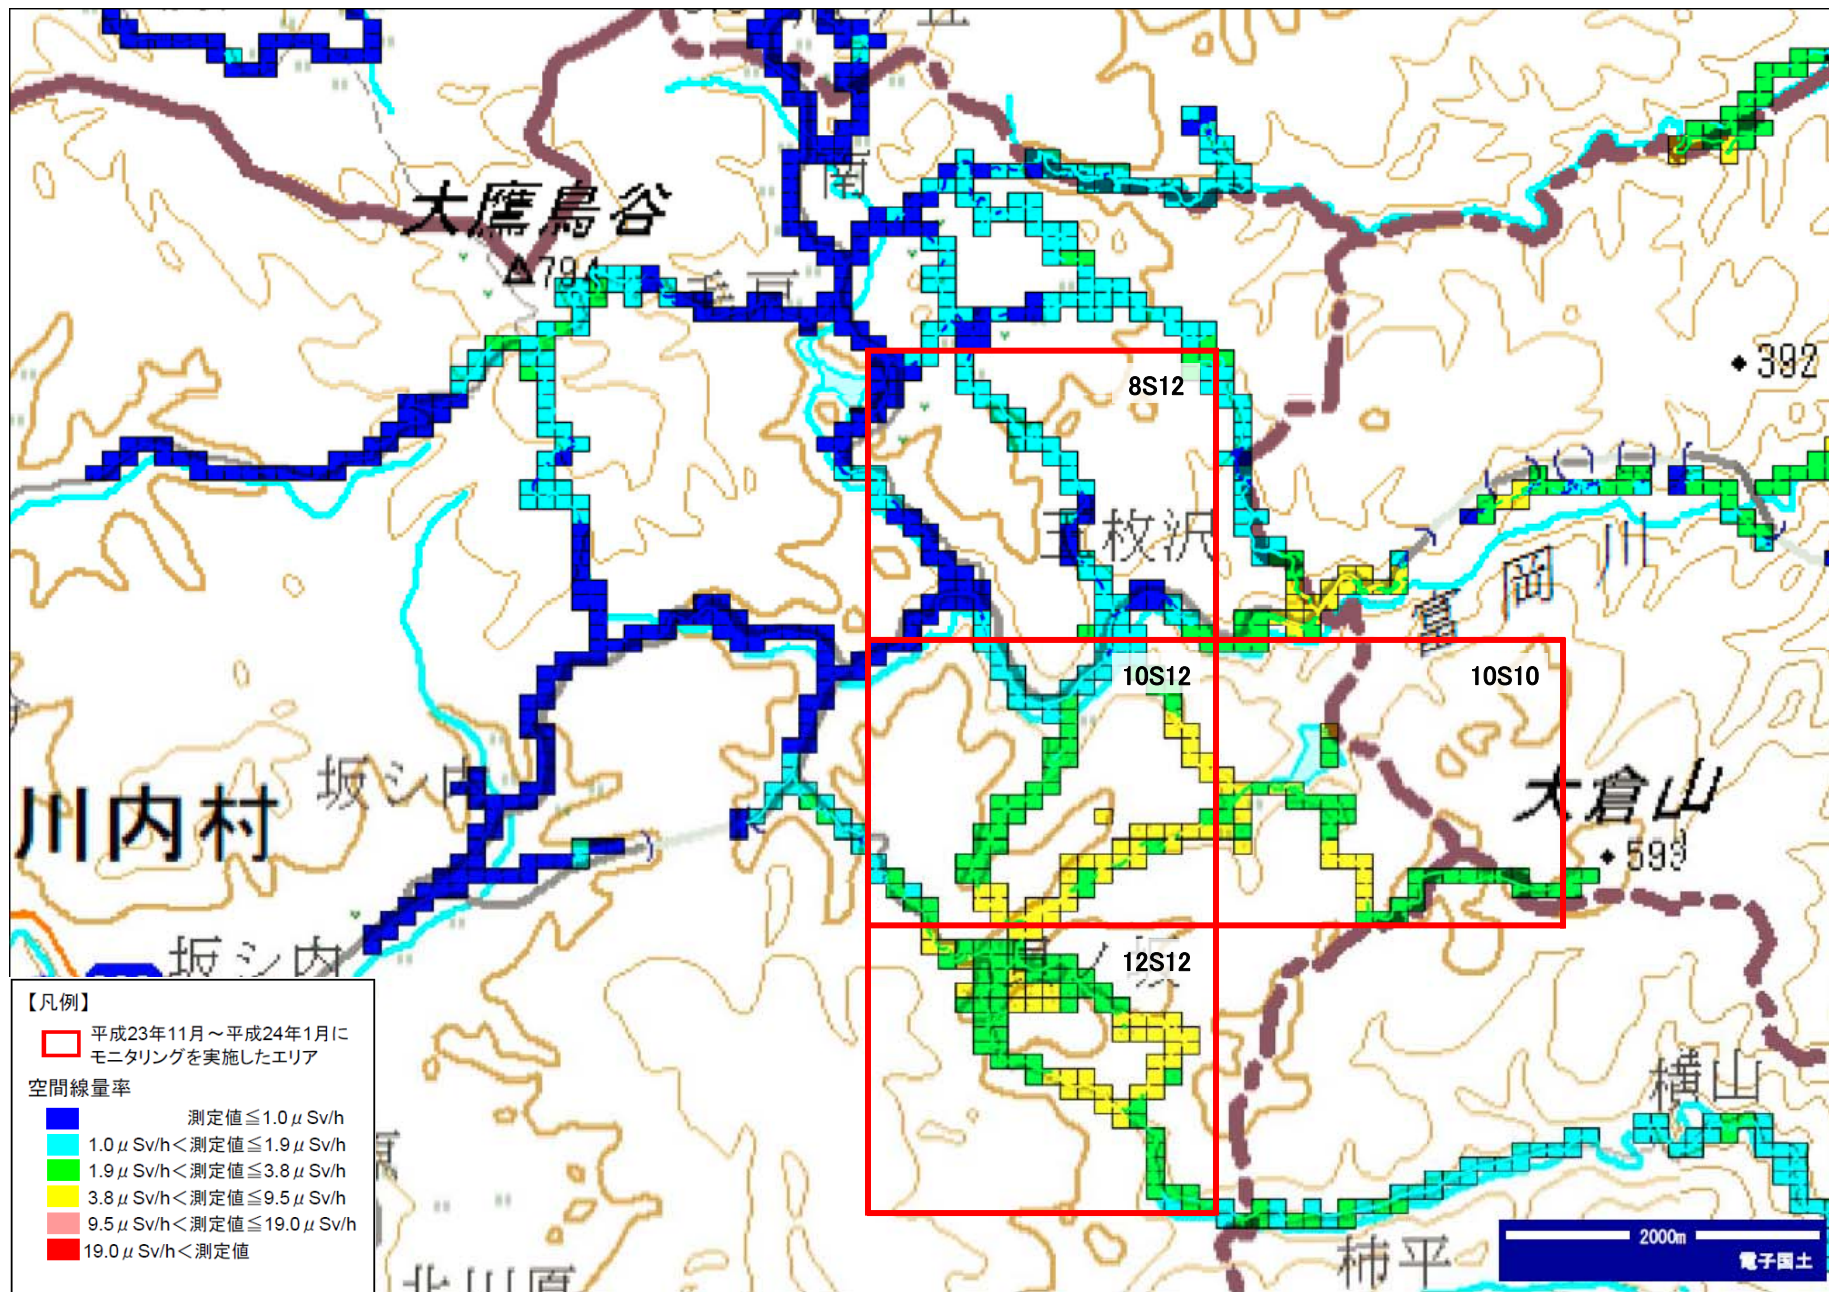 大鷹鳥谷
794
392
8S12
三枚沢
富岡川
10S12
10S10
大倉山
599
坂シ内
川内村
坂シ内
12S12
横山
柿平
【凡例】
平成23年11月~平成24年1月に
モニタリングを実施したエリア
空間線量率
測定値≦1.0μSv/h
1.0μSv/h<測定値≦1.9μSv/h
1.9μSv/h<測定値≦3.8μSv/h
3.8μSv/h<測定値≦9.5μSv/h
9.5μSv/h<測定値≦19.0μSv/h
19.0μSv/h<測定値
2000m
電子国土